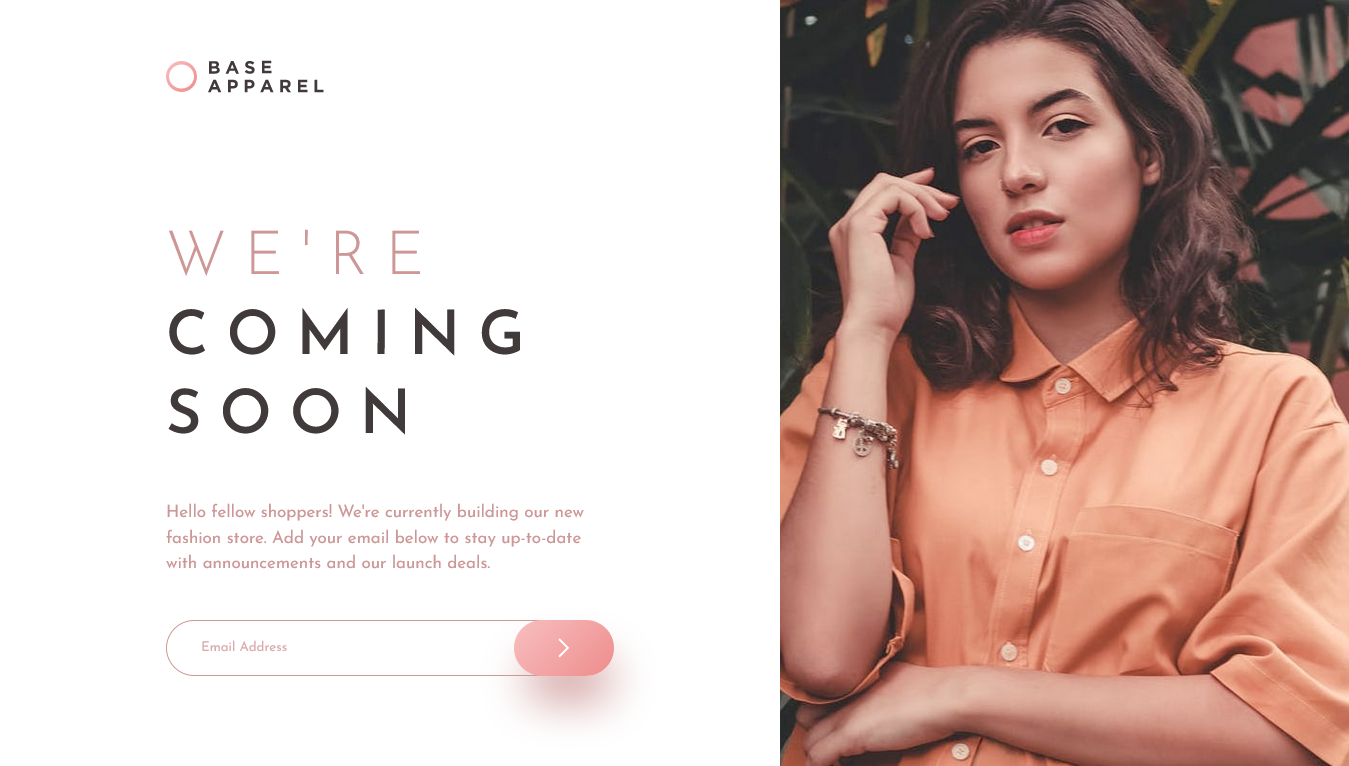 BASE
APPAREL
WE'RE
COMING
SOON
Hello fellow shoppers! We're currently building our new
fashion store. Add your email below to stay up-to-date
with announcements and our launch deals.
Email Address